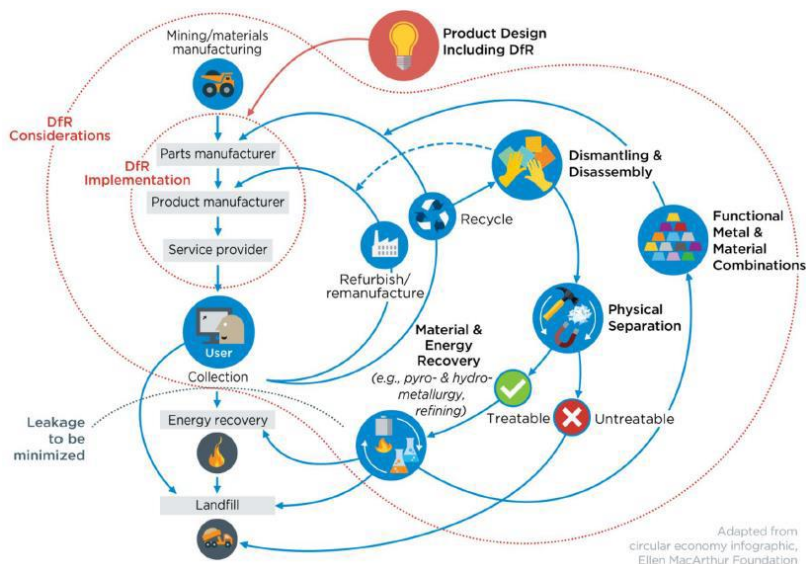 Mining/materials
manufacturing
Product Design
Including DfR
DfR
Considerations
DfR
Implementation
Parts manufacturer
Product manufacturer
Service provider
Dismantling &
Disassembly
Recycle
Refurbish/
remanufacture
Functional
Metal &
Material
Combinations
User
Collection
Material &
Energy
Recovery
(e.g., pyro- & hydro-
metallurgy,
refining)
Physical
Separation
Treatable
Untreatable
Leakage
to be
minimized
Energy recovery
Landfill
Adapted from
circular economy infographic,
Ellen MacArthur Foundation